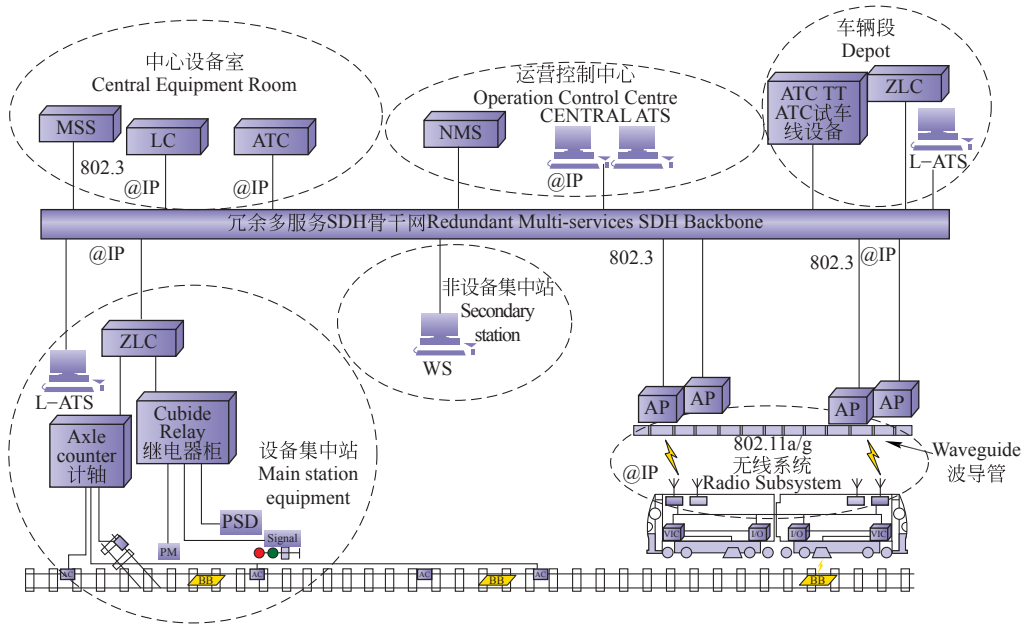 中心设备室
Central Equipment Room
MSS
LC
ATC
802.3
@IP
@IP
运营控制中心
Operation Control Centre
CENTRAL ATS
NMS
@IP
车辆段
Depot
ATC TT
ATC试车
线设备
ZLC
L-ATS
冗余多服务SDH骨干网Redundant Multi-services SDH Backbone
@IP
ZLC
L-ATS
Axle
counter
计轴
Cubide
Relay
继电器柜
设备集中站
Main station
equipment
PSD
Signal
PM
非设备集中站
Secondary
station
WS
802.3
802.3
@IP
AP
AP
AP
AP
802.11a/g
无线系统
Radio Subsystem
@IP
Waveguide
波导管
VIC
I/O
I/O
VIC
AC
BB
AC
AC
BB
AC
BB